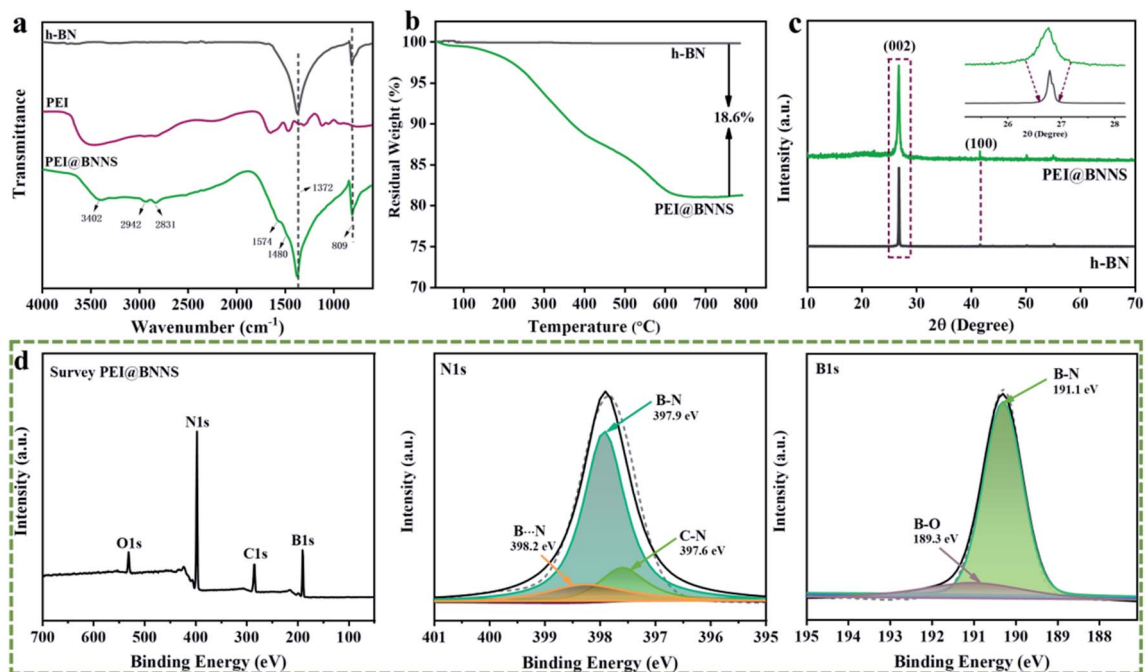 a
h-BN
PEI
PEI@BNNS
3402
2942
2831
1574
1480
1372
809
Transmittance
4000 3500 3000 2500 2000 1500 1000
Wavenumber (cm⁻¹)
b
h-BN
18.6%
PEI@BNNS
Residual Weight (%)
100
95
90
85
80
75
70
0 100 200 300 400 500 600 700 800 900
Temperature (°C)
c
(002)
(100)
PEI@BNNS
h-BN
26 27 28
2θ (Degree)
Intensity (a.u.)
10 20 30 40 50 60 70
2θ (Degree)
d
Survey PEI@BNNS
N1s
O1s
C1s
B1s
Intensity (a.u.)
700 600 500 400 300 200 100
Binding Energy (eV)
N1s
B-N
397.9 eV
B···N
398.2 eV
C-N
397.6 eV
Intensity (a.u.)
401 399 398 397 396 395
Binding Energy (eV)
B1s
B-N
191.1 eV
B-O
189.3 eV
Intensity (a.u.)
195 194 193 192 191 190 189 188
Binding Energy (eV)